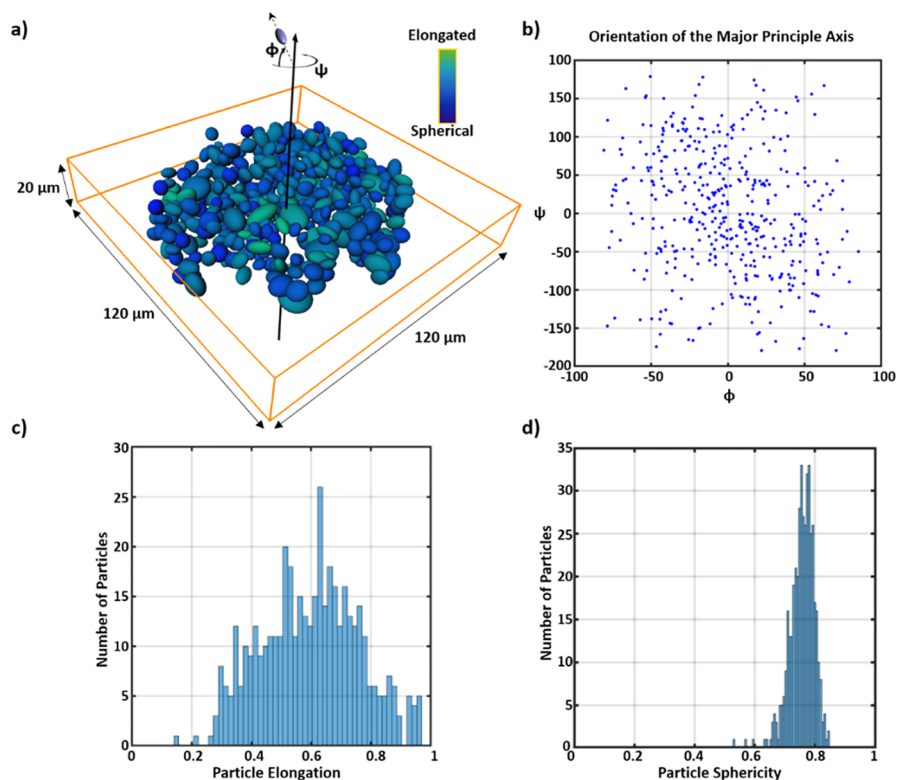 a)
ϕ
ψ
Elongated
Spherical
20 µm
120 µm
120 µm
b)
Orientation of the Major Principle Axis
100
100
150
50
0
-50
-100
-150
-200
ψ
-100
-50
0
50
100
ϕ
c)
30
25
20
15
10
5
0
Number of Particles
0.2
0.4
0.6
0.8
1
Particle Elongation
d)
35
30
25
20
15
10
5
0
Number of Particles
0
0.2
0.4
0.6
0.8
1
Particle Sphericity